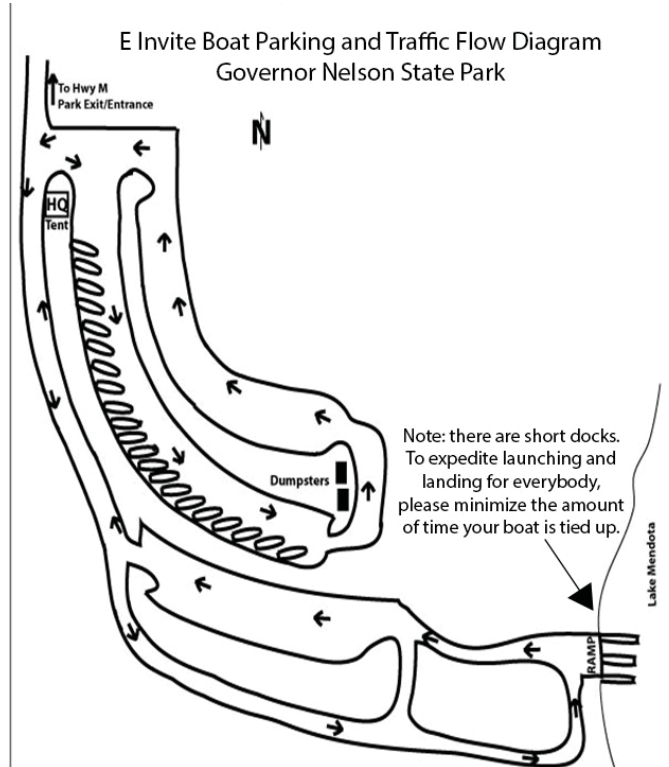 E Invite Boat Parking and Traffic Flow Diagram
Governor Nelson State Park
To Hwy M
Park Exit/Entrance
N
HQ
Tent
Note: there are short docks.
To expedite launching and
landing for everybody,
please minimize the amount
of time your boat is tied up.
Dumpsters
Lake Mendota
RAMP